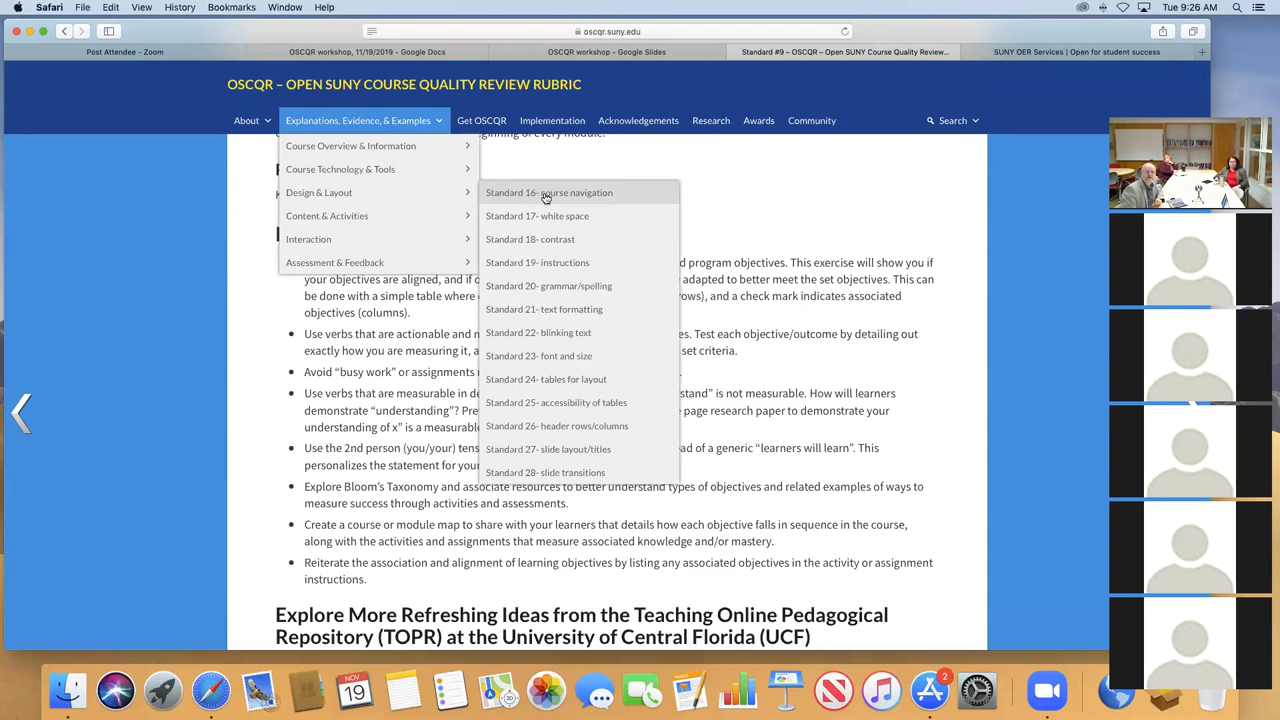 Safari File Edit View History Bookmarks Window Help Tue 9:26 AM
oscqr.suny.edu
Post Attendee - Zoom OSCQR workshop, 11/19/2019 - Google Docs OSCQR workshop - Google Slides Standard #9 – OSCQR – Open SUNY Course Quality Review... SUNY OER Services | Open for student success
OSCQR – OPEN SUNY COURSE QUALITY REVIEW RUBRIC
About Explanations, Evidence, & Examples Get OSCQR Implementation Acknowledgements Research Awards Community Search
Course Overview & Information
Course Technology & Tools
Design & Layout
Content & Activities
Interaction
Assessment & Feedback
Standard 16- course navigation
Standard 17- white space
Standard 18- contrast
Standard 19- instructions
Standard 20- grammar/spelling
Standard 21- text formatting
Standard 22- blinking text
Standard 23- font and size
Standard 24- tables for layout
Standard 25- accessibility of tables
Standard 26- header rows/columns
Standard 27- slide layout/titles
Standard 28- slide transitions
of every module.
d program objectives. This exercise will show you if
your objectives are aligned, and if adapted to better meet the set objectives. This can
be done with a simple table where rows), and a check mark indicates associated
objectives (columns).
Use verbs that are actionable and es. Test each objective/outcome by detailing out
exactly how you are measuring it, set criteria.
Avoid “busy work” or assignments
Use verbs that are measurable in stand” is not measurable. How will learners
demonstrate “understanding”? page research paper to demonstrate your
understanding of x” is a
Use the 2nd person (you/your) ead of a generic “learners will learn”. This
personalizes the statement for
Explore Bloom’s Taxonomy and associate resources to better understand types of objectives and related examples of ways to
measure success through activities and assessments.
Create a course or module map to share with your learners that details how each objective falls in sequence in the course,
along with the activities and assignments that measure associated knowledge and/or mastery.
Reiterate the association and alignment of learning objectives by listing any associated objectives in the activity or assignment
instructions.
Explore More Refreshing Ideas from the Teaching Online Pedagogical
Repository (TOPR) at the University of Central Florida (UCF)
NOV
19
2